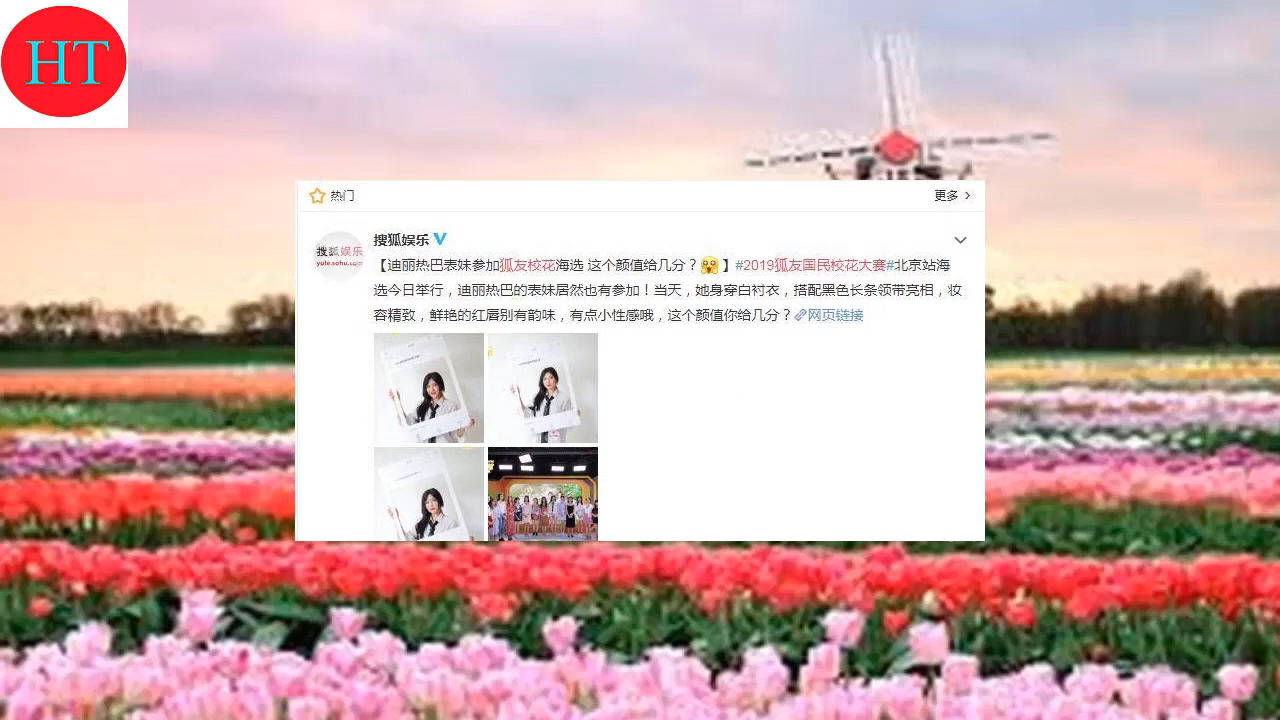 HT
热门
更多
搜狐娱乐
搜狐娱乐
yule.sohu.com
【迪丽热巴表妹参加狐友校花海选 这个颜值给几分？😲】#2019狐友国民校花大赛#北京站海
选今日举行，迪丽热巴的表妹居然也有参加！当天，她身穿白衬衣，搭配黑色长条领带亮相，妆
容精致，鲜艳的红唇别有韵味，有点小性感哦，这个颜值你给几分？网页链接